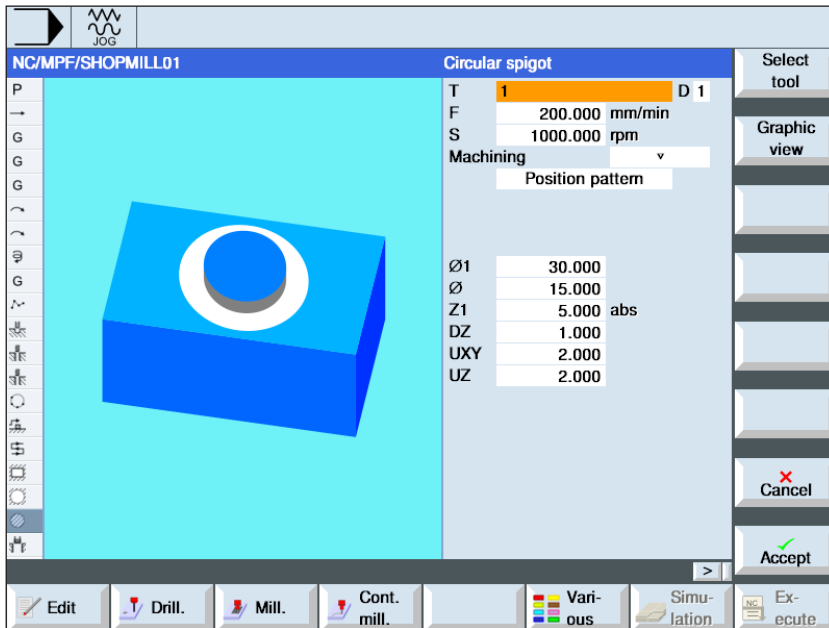 JOG
NC/MPF/SHOPMILL01
Circular spigot
Select
tool
P
T 1 D 1
F 200.000 mm/min
G
S 1000.000 rpm
Graphic
view
G
Machining ▿
G
Position pattern
G
Ø1 30.000
Ø 15.000
Z1 5.000 abs
DZ 1.000
UXY 2.000
UZ 2.000
Cancel
Accept
>
Edit
Drill.
Mill.
Cont.
mill.
Vari-
ous
Simu-
lation
NC
Ex-
ecute